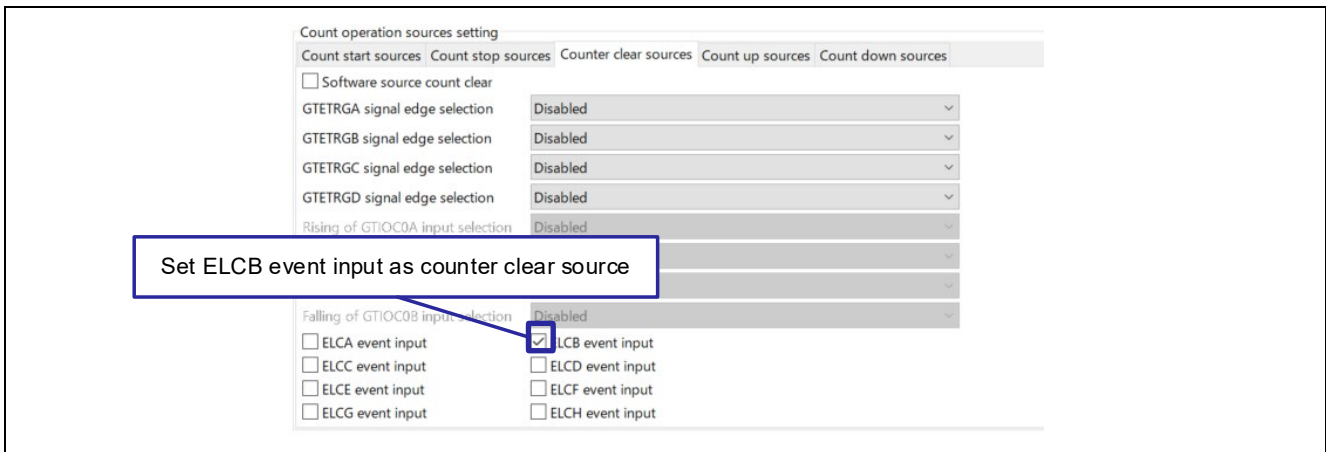 Count operation sources setting
Count start sources Count stop sources Counter clear sources Count up sources Count down sources
Software source count clear
GTETRGA signal edge selection Disabled
GTETRGB signal edge selection Disabled
GTETRGC signal edge selection Disabled
GTETRGD signal edge selection Disabled
Rising of GTIOC0A input selection Disabled
Set ELCB event input as counter clear source
Falling of GTIOC0B input selection Disabled
ELCA event input ELCB event input
ELCC event input ELCD event input
ELCE event input ELCF event input
ELCG event input ELCH event input